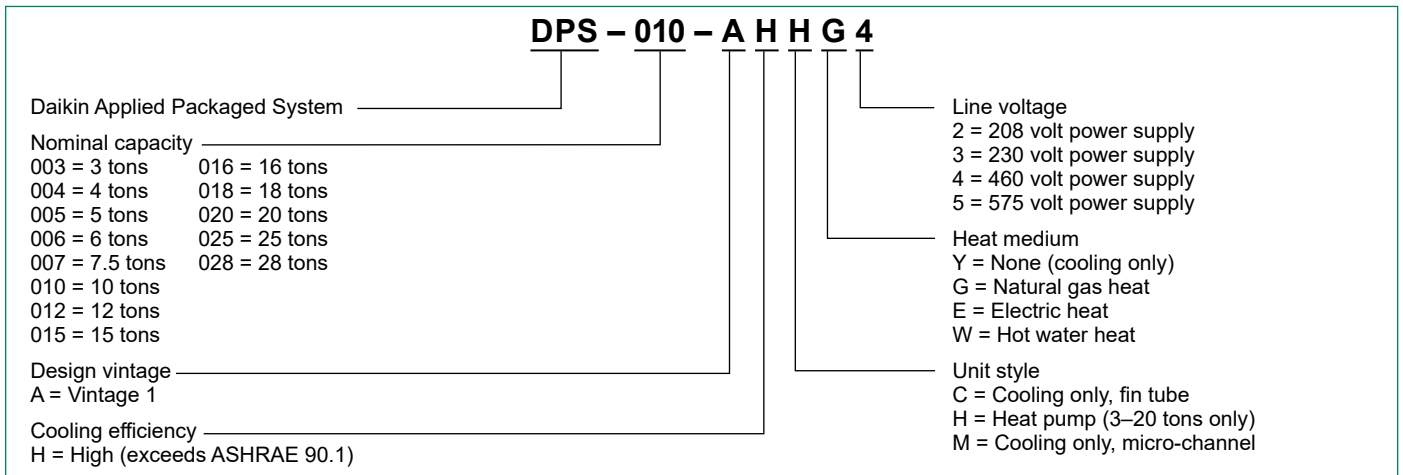 DPS – 010 – A H H G 4
Daikin Applied Packaged System
Nominal capacity
003 = 3 tons 016 = 16 tons
004 = 4 tons 018 = 18 tons
005 = 5 tons 020 = 20 tons
006 = 6 tons 025 = 25 tons
007 = 7.5 tons 028 = 28 tons
010 = 10 tons
012 = 12 tons
015 = 15 tons
Design vintage
A = Vintage 1
Cooling efficiency
H = High (exceeds ASHRAE 90.1)
Line voltage
2 = 208 volt power supply
3 = 230 volt power supply
4 = 460 volt power supply
5 = 575 volt power supply
Heat medium
Y = None (cooling only)
G = Natural gas heat
E = Electric heat
W = Hot water heat
Unit style
C = Cooling only, fin tube
H = Heat pump (3–20 tons only)
M = Cooling only, micro-channel